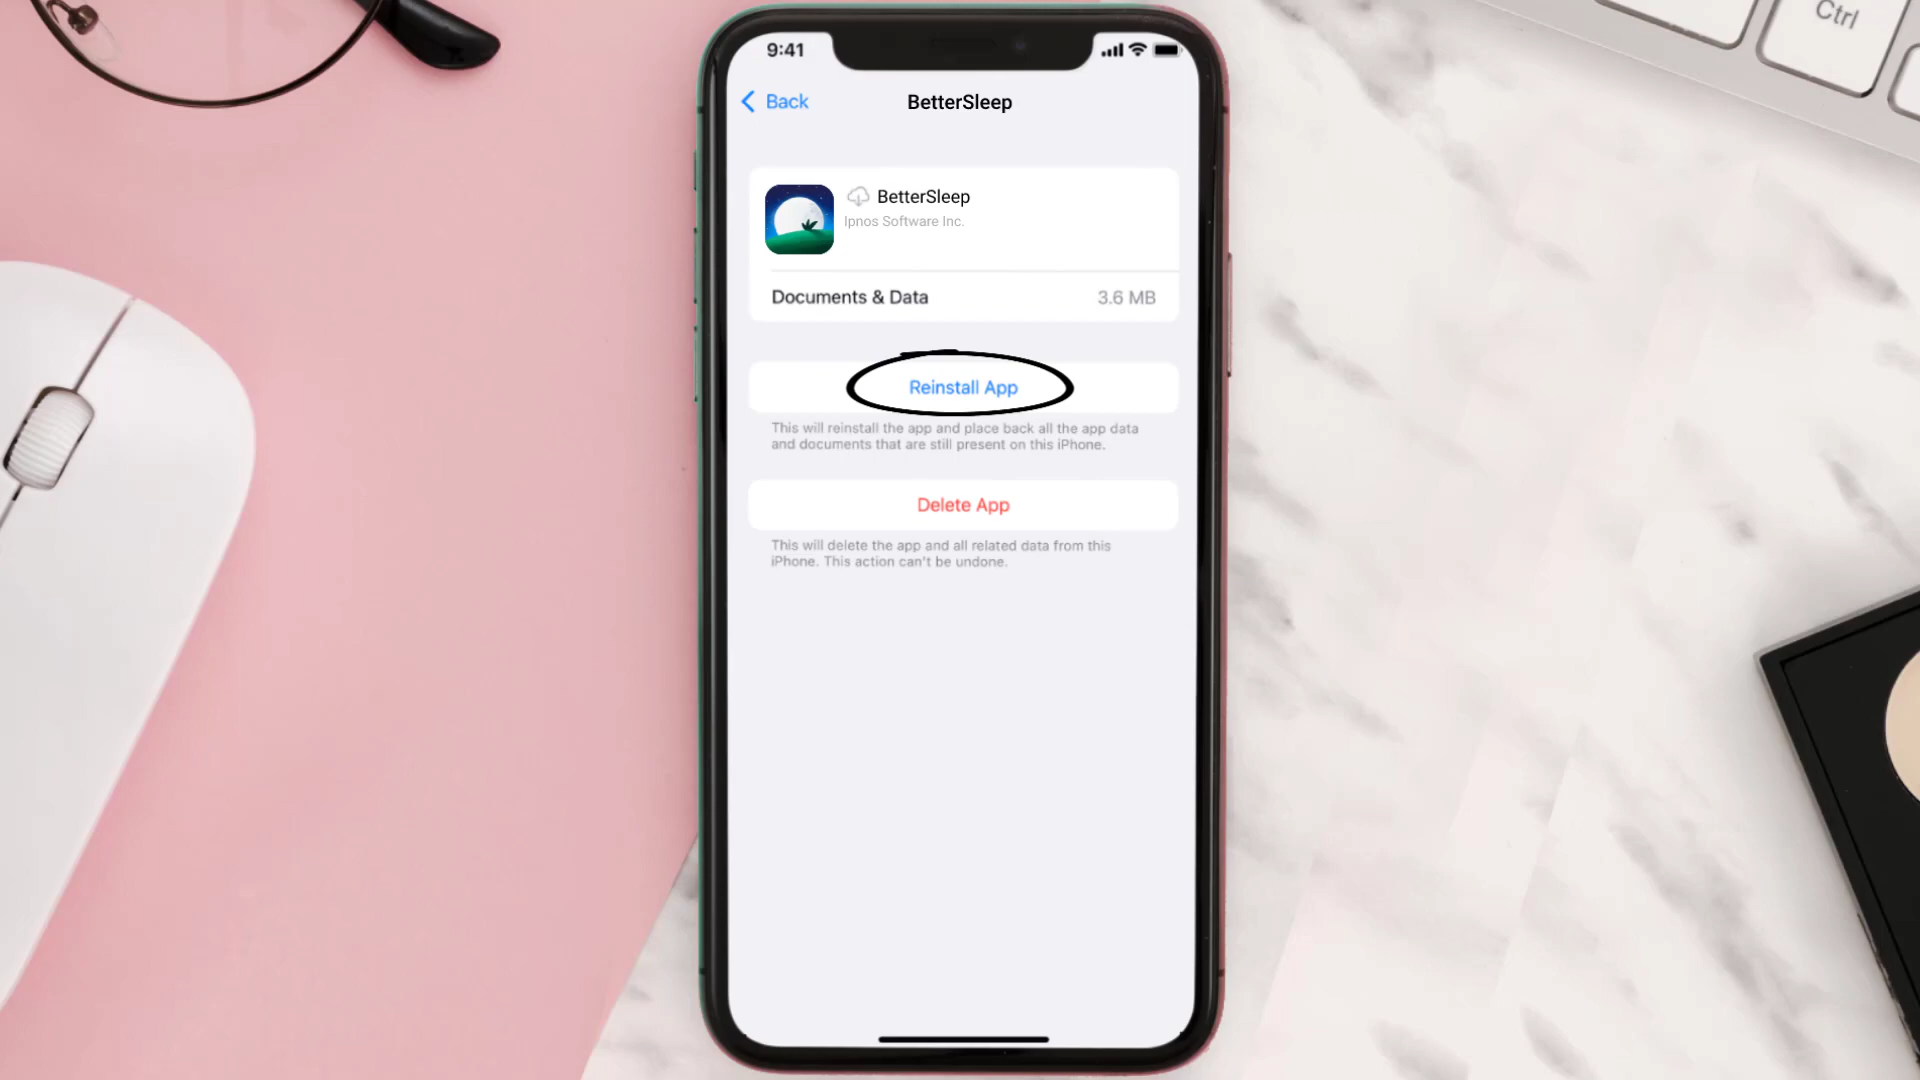 Ctrl
9:41
Back
BetterSleep
BetterSleep
Ipnos Software Inc.
Documents & Data 3.6 MB
Reinstall App
This will reinstall the app and place back all the app data
and documents that are still present on this iPhone.
Delete App
This will delete the app and all related data from this
iPhone. This action can't be undone.